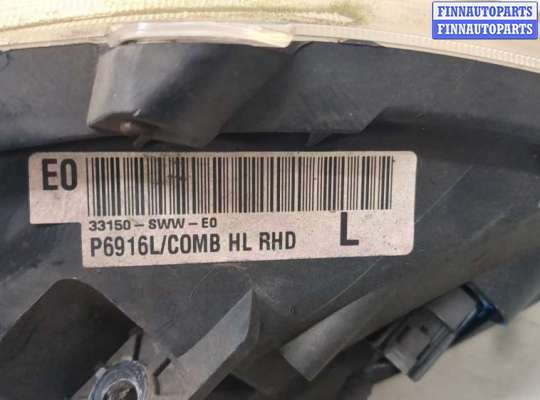 FINNAUTOPARTS
FINNAUTOPARTS
E0
33150-SWW-E0
P6916L/COMB HL RHD L